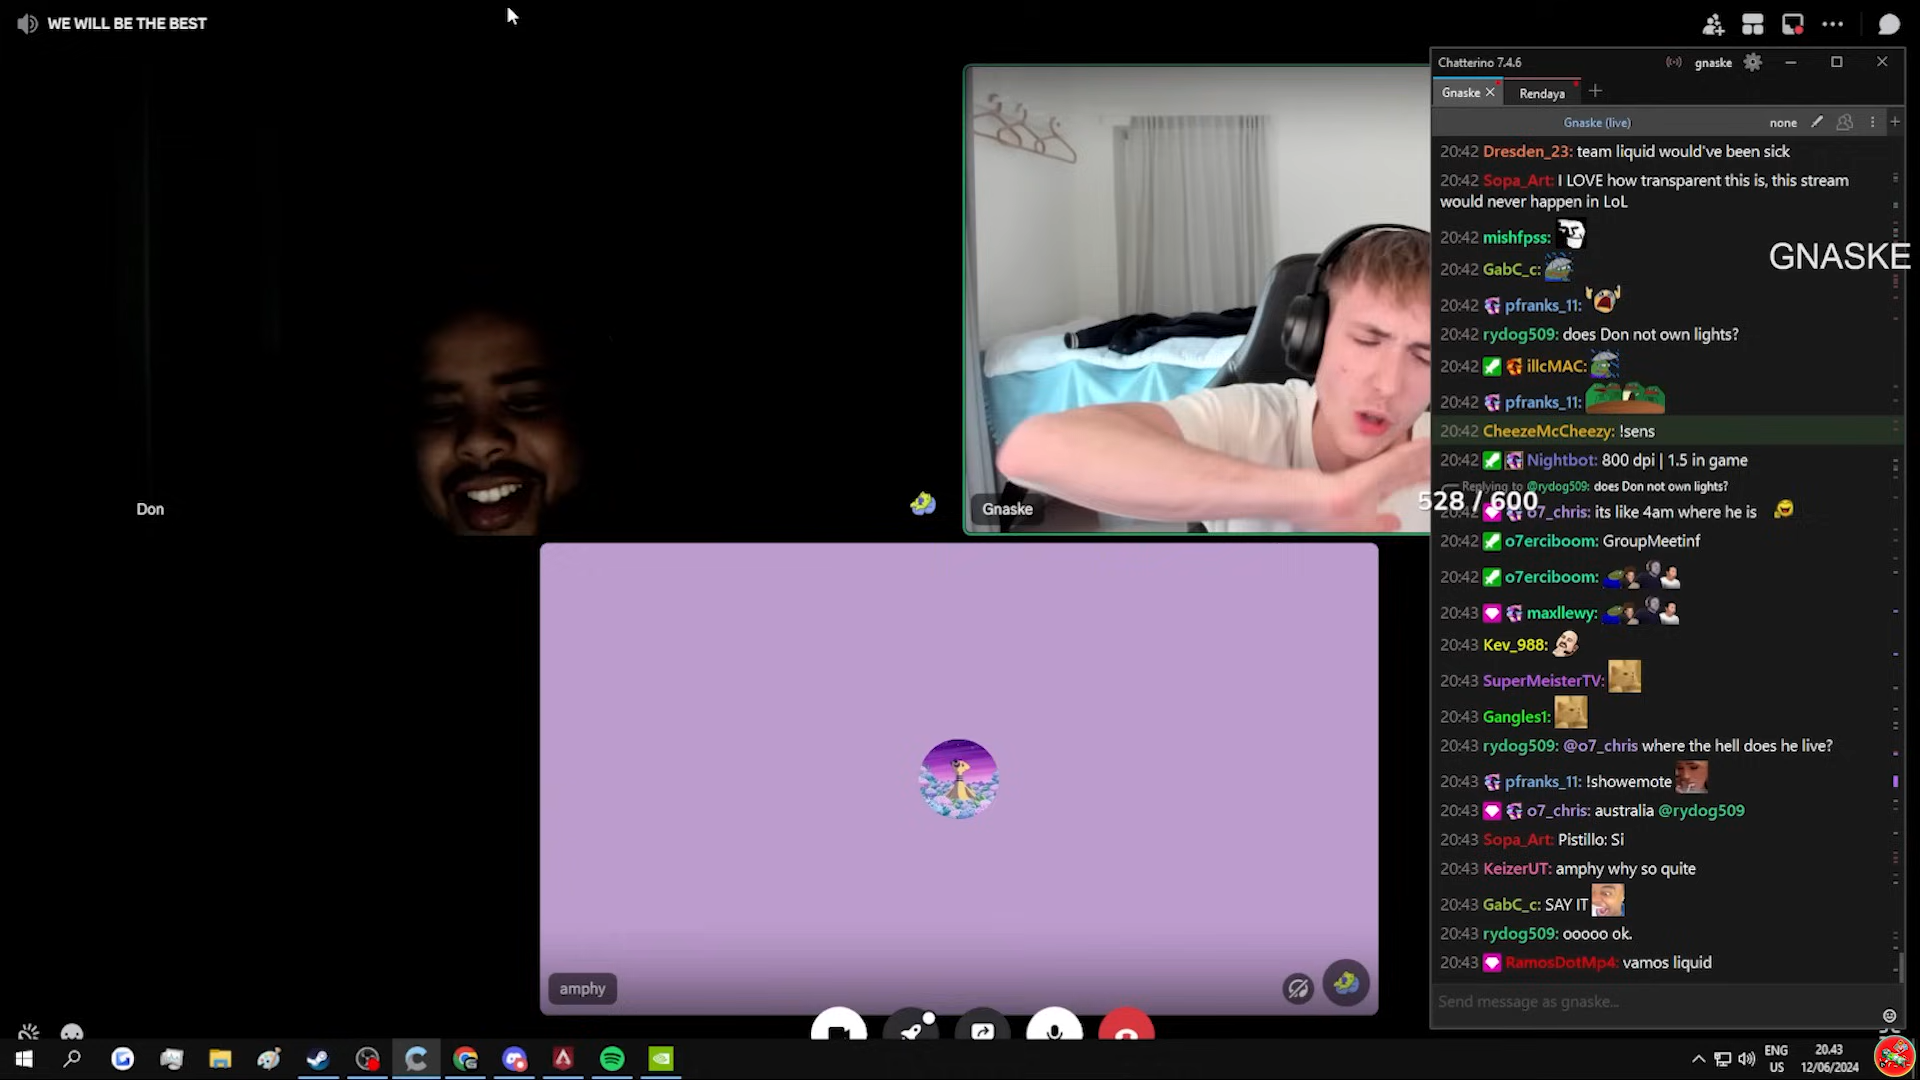 WE WILL BE THE BEST
Chatterino 7.4.6
gnaske
Gnaske
Rendaya
Gnaske (live)
none
20:42 Dresden_23: team liquid would've been sick
20:42 Sopa_Art: I LOVE how transparent this is, this stream
would never happen in LoL
20:42 mishfpss:
GNASKE
20:42 GabC_c:
20:42 pfranks_11:
20:42 rydog509: does Don not own lights?
20:42 illcMAC:
20:42 pfranks_11:
20:42 CheezeMcCheezy: !sens
20:42 Nightbot: 800 dpi | 1.5 in game
Replying to @rydog509: does Don not own lights?
528 / 600
20:42 o7_chris: its like 4am where he is
Don
Gnaske
20:42 o7erciboom: GroupMeetinf
20:42 o7erciboom:
20:43 maxllewy:
20:43 Kev_988:
20:43 SuperMeisterTV:
20:43 Gangles1:
20:43 rydog509: @o7_chris where the hell does he live?
20:43 pfranks_11: !showemote
20:43 o7_chris: australia @rydog509
20:43 Sopa_Art: Pistillo: Si
20:43 KeizerUT: amphy why so quite
20:43 GabC_c: SAY IT
20:43 rydog509: ooooo ok.
20:43 RamosDotMp4: vamos liquid
amphy
Send message as gnaske...
ENG
US
20.43
12/06/2024